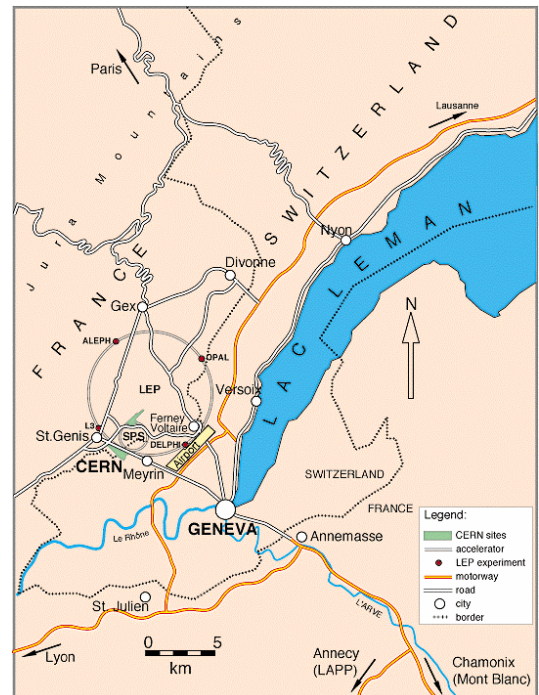 Paris
Jura Mountains
SWITZERLAND
Lausanne
FRANCE
Nyon
LAC LEMAN
Divonne
Gex
N
ALEPH
OPAL
LEP
Versoix
L3
St.Genis
SPS
Ferney
Voltaire
DELPHI
Airport
CERN
Meyrin
SWITZERLAND
FRANCE
GENEVA
Le Rhône
Annemasse
St. Julien
L'ARVE
Legend:
CERN sites
accelerator
LEP experiment
motorway
road
city
border
0 5
km
Lyon
Annecy
(LAPP)
Chamonix
(Mont Blanc)